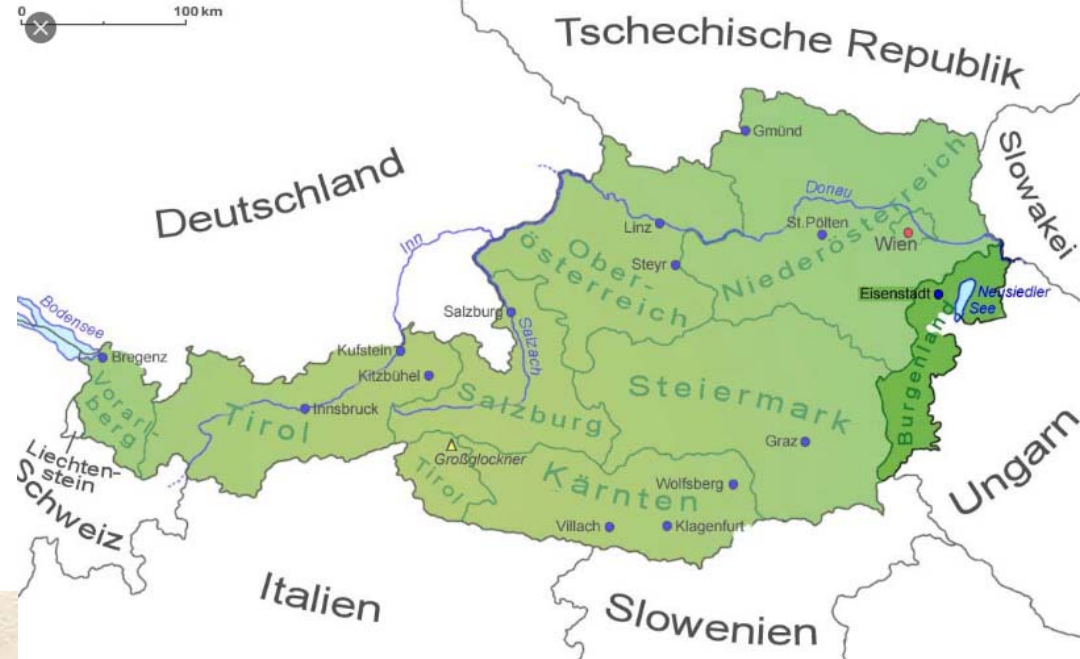 0 100 km
Tschechische Republik
Gmünd
Slowakei
Deutschland
Donau
Linz
St.Pölten
Wien
Ober-
österreich
Niederösterreich
Inn
Steyr
Eisenstadt
Neusiedler
See
Bodensee
Salzburg
Salzach
Kufstein
Bregenz
Kitzbühel
Burgenland
Vorarl-
berg
Innsbruck
Tirol
Salzburg
Steiermark
Liechten-
stein
Großglockner
Graz
Schweiz
Tirol
Kärnten
Wolfsberg
Ungarn
Villach
Klagenfurt
Italien
Slowenien